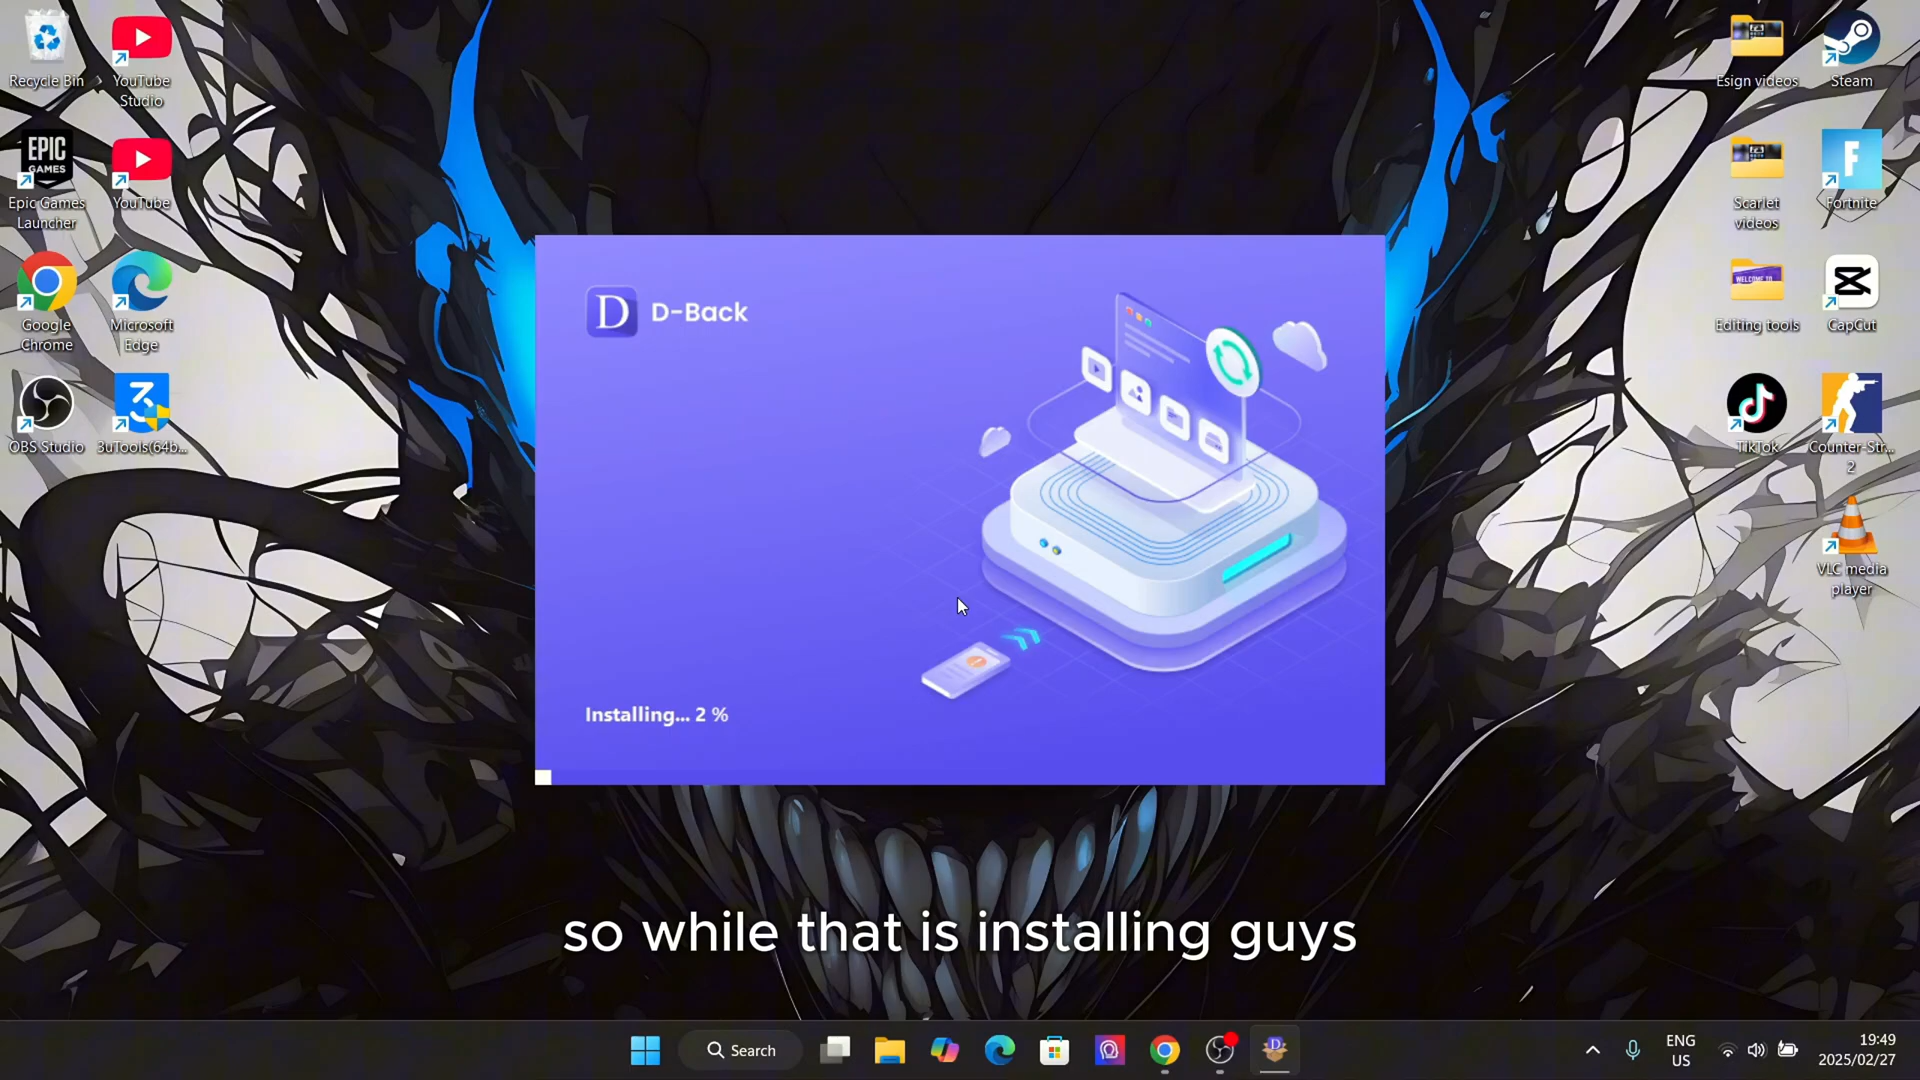 Recycle Bin
YouTube
Studio
EPIC
GAMES
Epic Games
Launcher
YouTube
Google
Chrome
Microsoft
Edge
OBS Studio
3uTools(64b...
D
D-Back
Installing... 2 %
Esign videos
Steam
Scarlet
videos
F
Fortnite
WELCOME TO
Editing tools
CapCut
TikTok
Counter-Str...
2
VLC media
player
so while that is installing guys
Search
D
ENG
US
19:49
2025/02/27